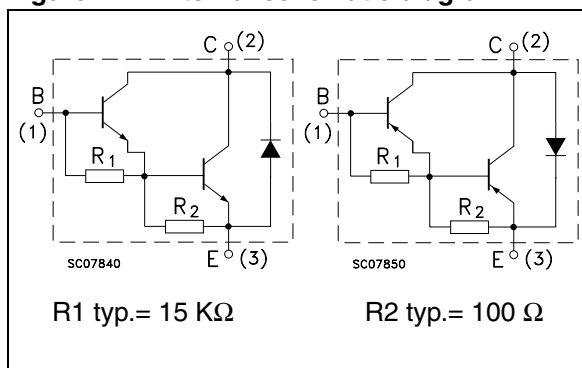 C (2)
C (2)
B
(1)
R1
R2
E (3)
SC07840
B
(1)
R1
R2
E (3)
SC07850
R1 typ.= 15 KΩ
R2 typ.= 100 Ω